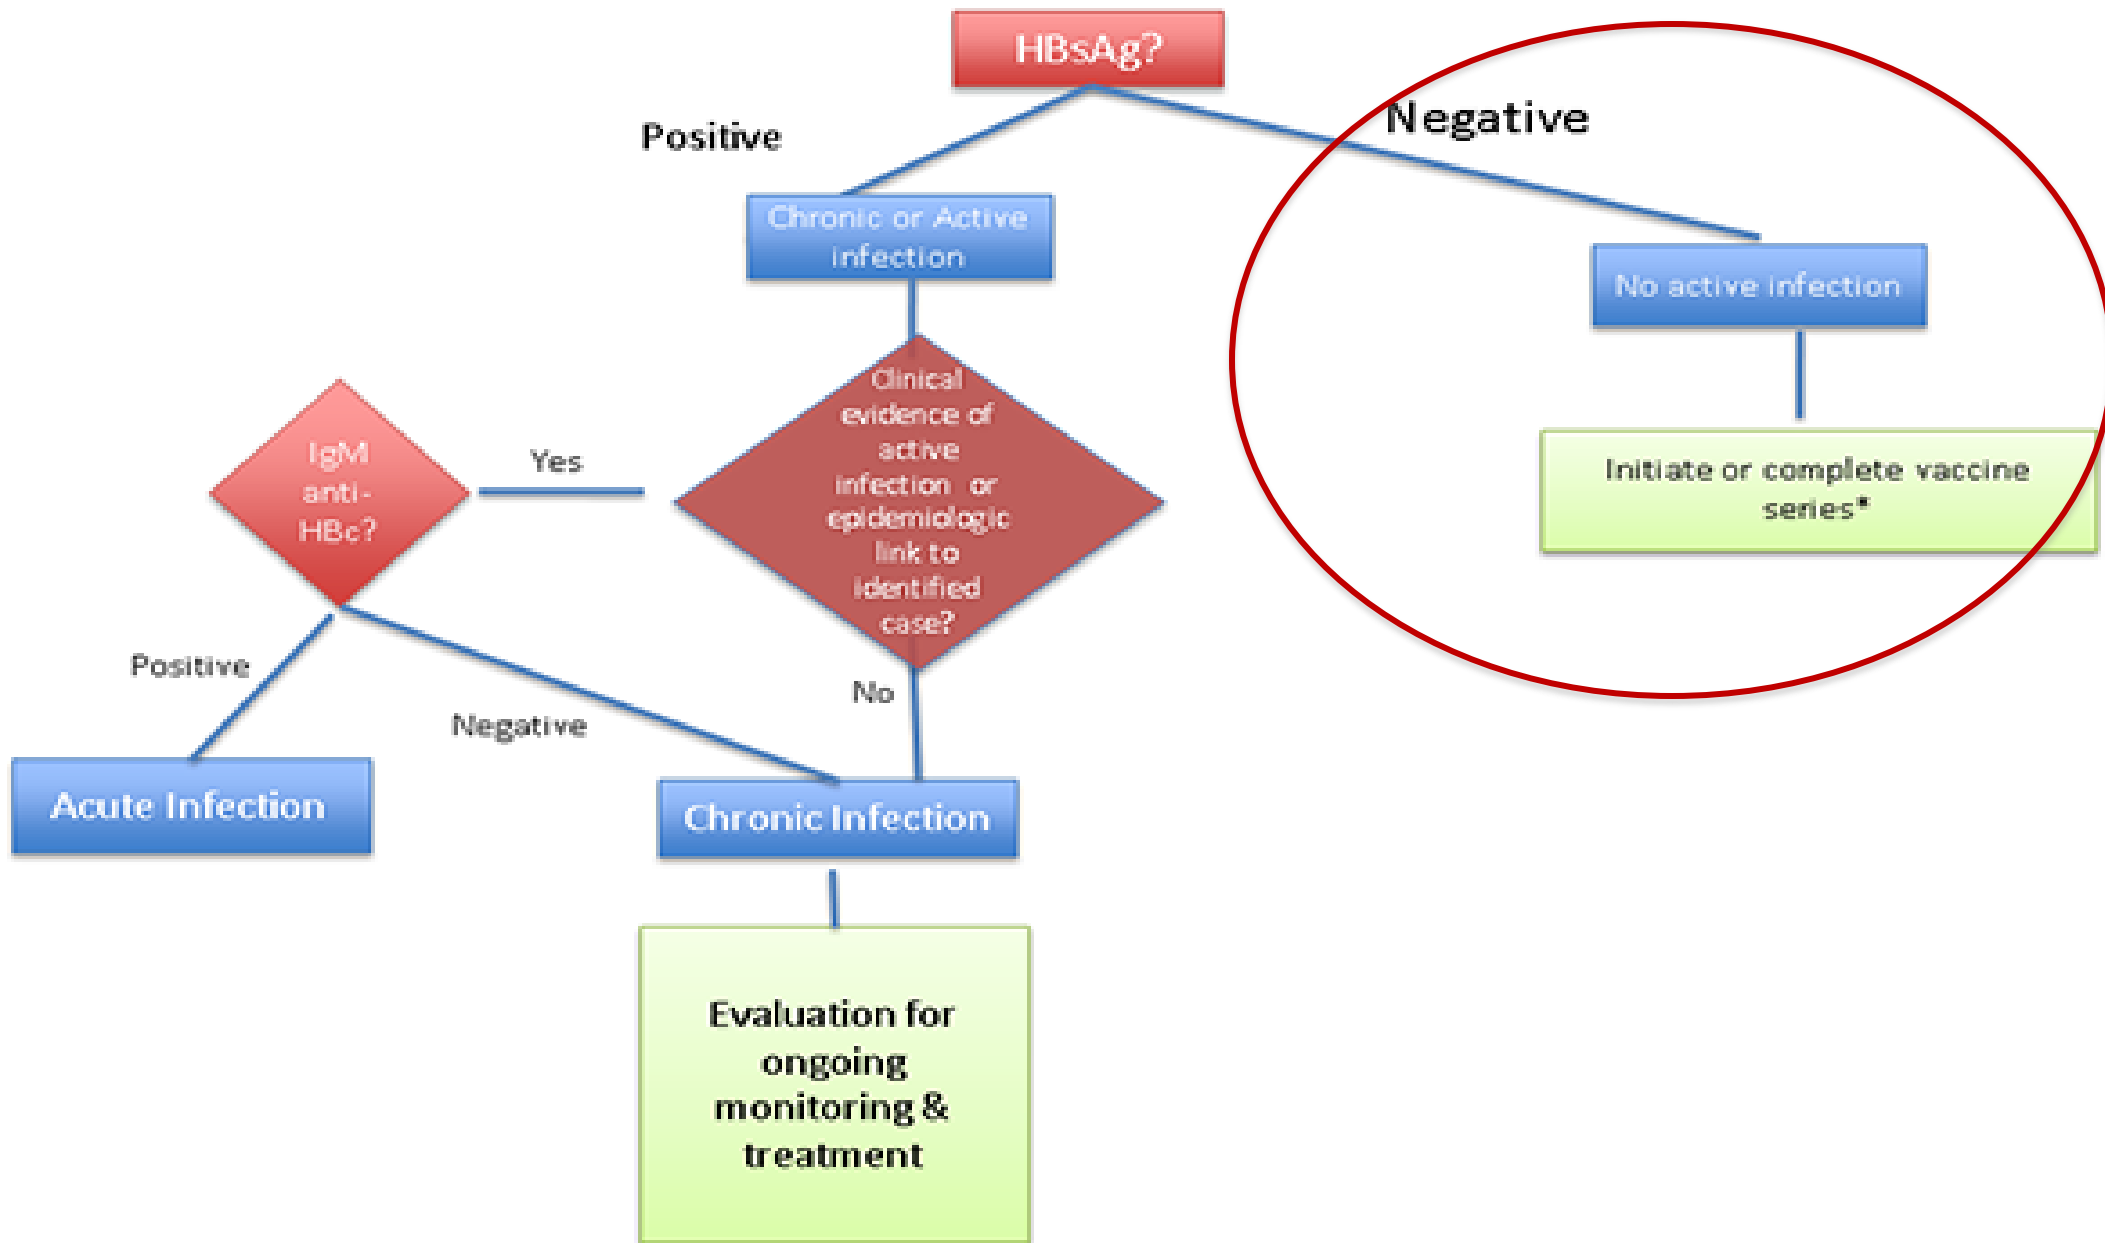 HBsAg?
Positive
Negative
Chronic or Active
infection
No active infection
Clinical
evidence of
active
infection or
epidemiologic
link to
identified
case?
IgM
anti-
HBc?
Yes
Initiate or complete vaccine
series*
Positive
Negative
No
Acute Infection
Chronic Infection
Evaluation for
ongoing
monitoring &
treatment